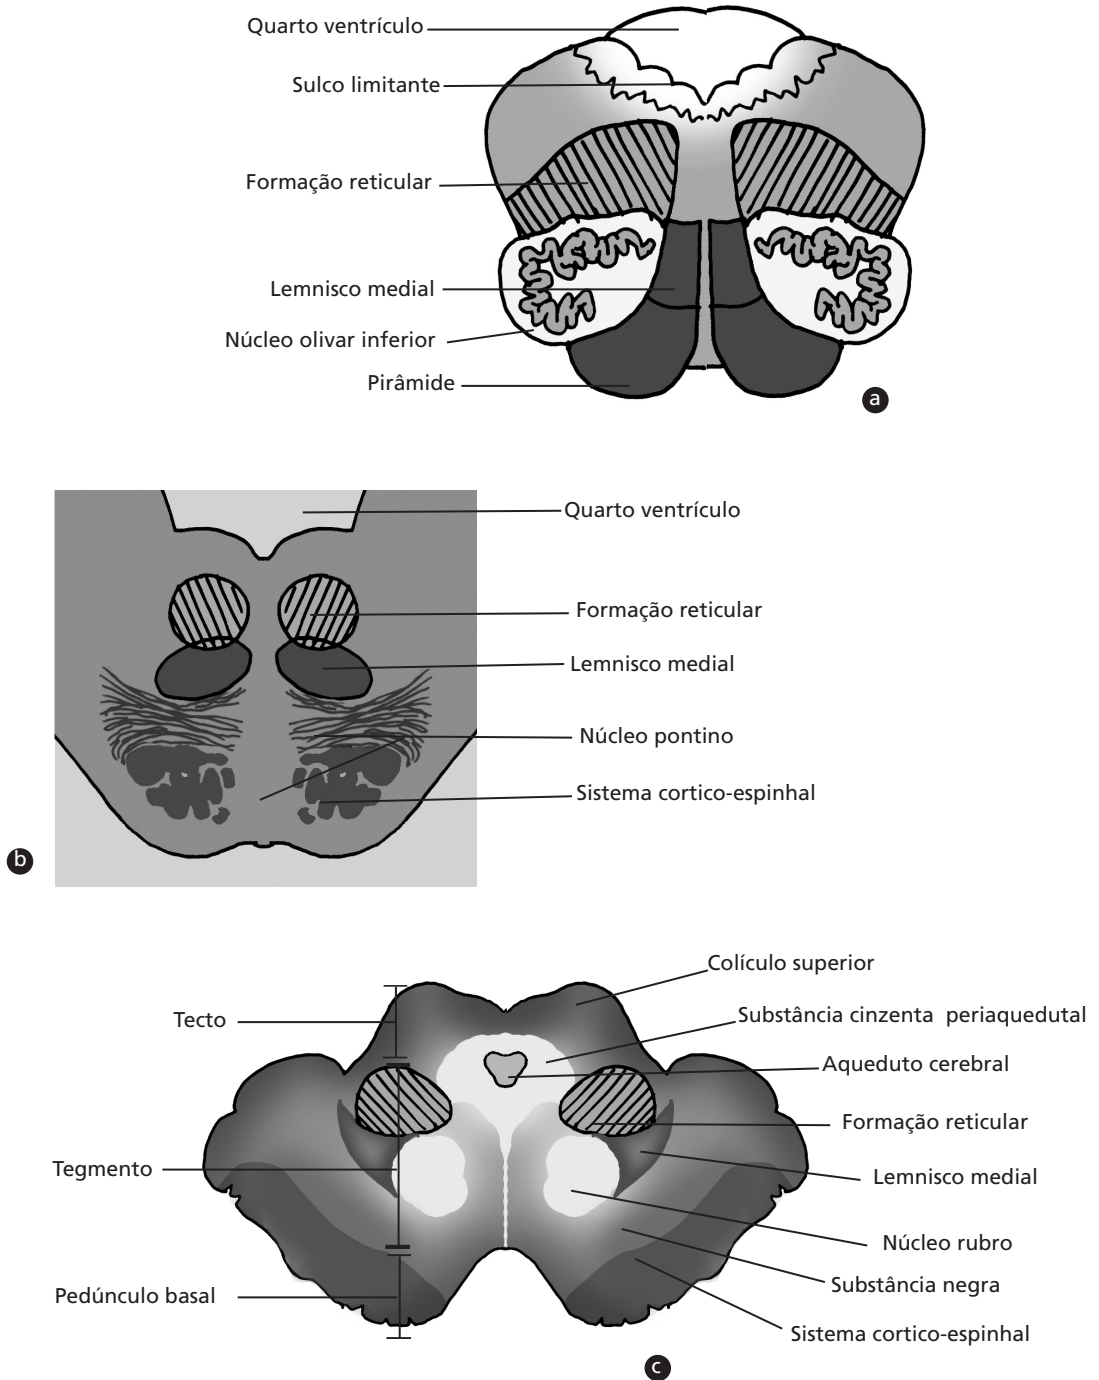 Quarto ventrículo
Sulco limitante
Formação reticular
Lemnisco medial
Núcleo olivar inferior
Pirâmide
a
Quarto ventrículo
Formação reticular
Lemnisco medial
Núcleo pontino
Sistema cortico-espinhal
b
Colículo superior
Substância cinzenta periaquedutal
Tecto
Aqueduto cerebral
Formação reticular
Tegmento
Lemnisco medial
Núcleo rubro
Substância negra
Pedúnculo basal
Sistema cortico-espinhal
c